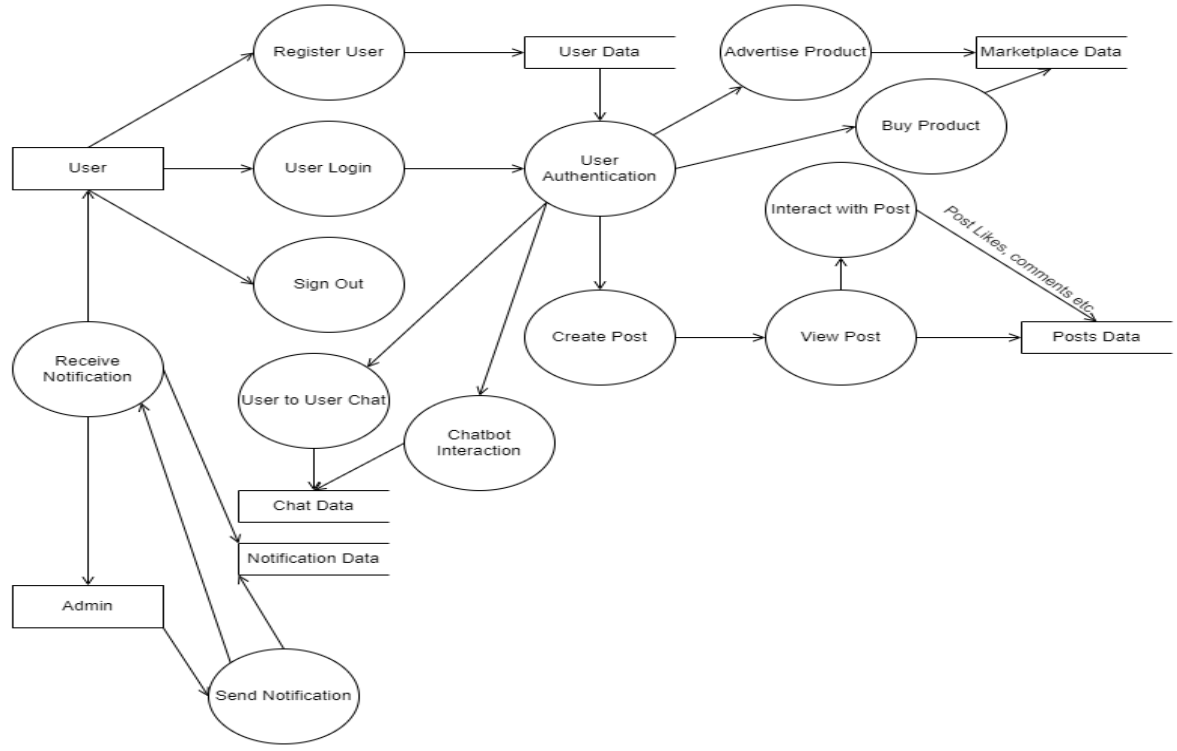 Register User
User Data
Advertise Product
Marketplace Data
Buy Product
User
User Login
User
Authentication
Interact with Post
Post Likes, comments etc.
Sign Out
Create Post
View Post
Posts Data
Receive
Notification
User to User Chat
Chatbot
Interaction
Chat Data
Notification Data
Admin
Send Notification